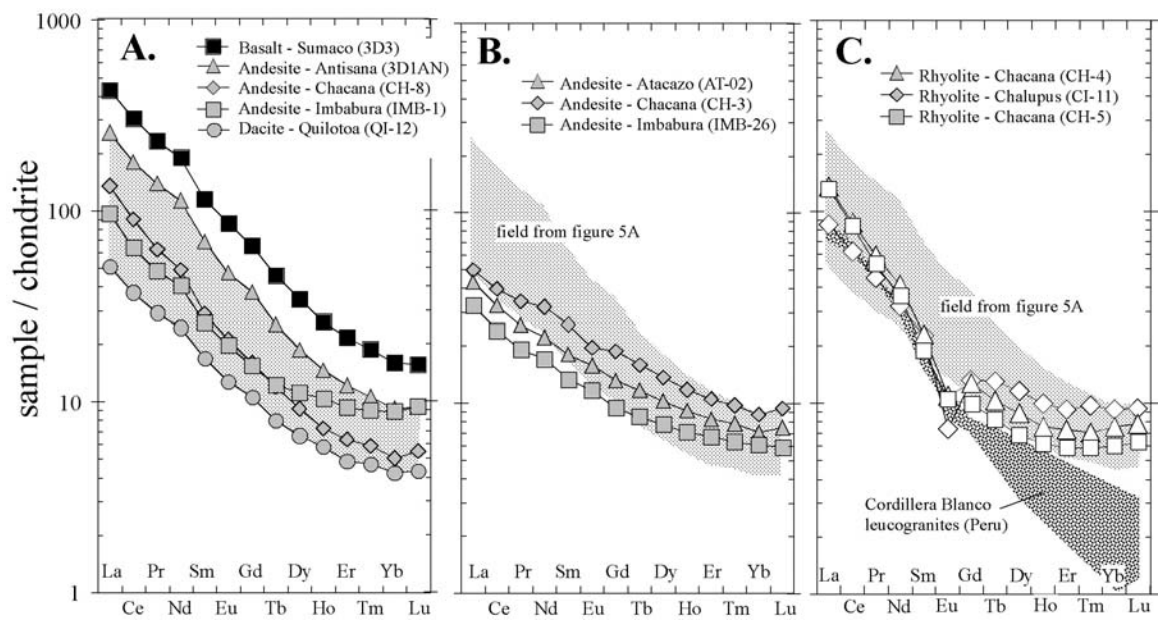 sample / chondrite
1000
100
10
1
A.
Basalt - Sumaco (3D3)
Andesite - Antisana (3D1AN)
Andesite - Chacana (CH-8)
Andesite - Imbabura (IMB-1)
Dacite - Quilotoa (QI-12)
La Pr Sm Gd Dy Er Yb
Ce Nd Eu Tb Ho Tm Lu
B.
Andesite - Atacazo (AT-02)
Andesite - Chacana (CH-3)
Andesite - Imbabura (IMB-26)
field from figure 5A
La Pr Sm Gd Dy Er Yb
Ce Nd Eu Tb Ho Tm Lu
C.
Rhyolite - Chacana (CH-4)
Rhyolite - Chalupus (CI-11)
Rhyolite - Chacana (CH-5)
field from figure 5A
Cordillera Blanco
leucogranites (Peru)
La Pr Sm Gd Dy Er Yb
Ce Nd Eu Tb Ho Tm Lu